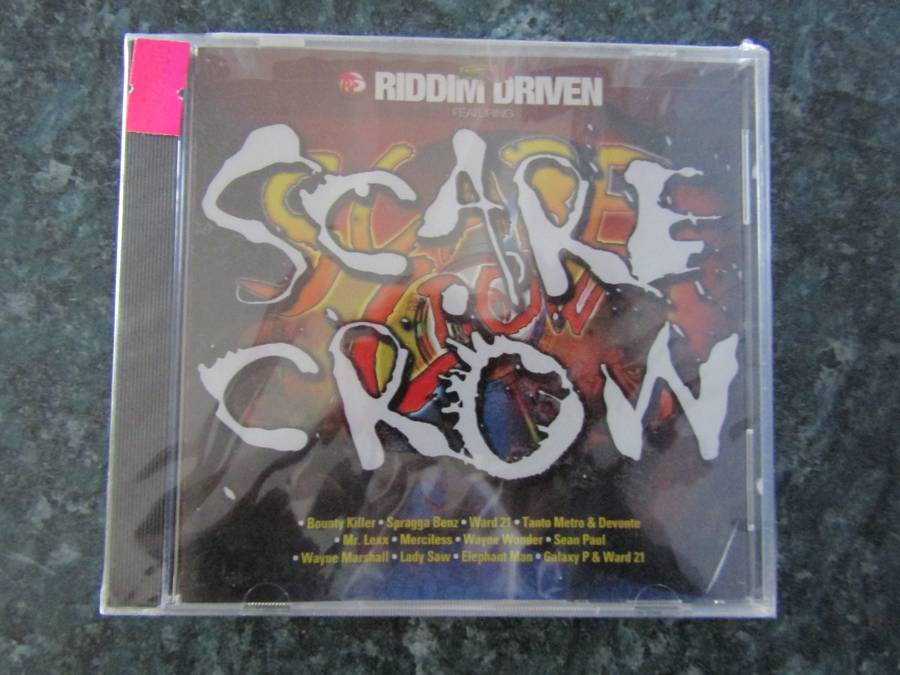 RIDDIM DRIVEN
FEATURING
SCARE
CROW
• Bounty Killer • Spragga Benz • Ward 21 • Tanto Metro & Devonte
• Mr. Lexx • Merciless • Wayne Wonder • Sean Paul
• Wayne Marshall • Lady Saw • Elephant Man • Galaxy P & Ward 21